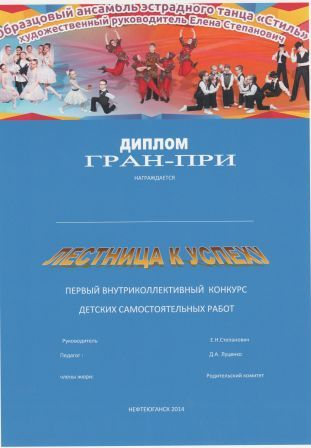 Образцовый ансамбль эстрадного танца «Стиль»
художественный руководитель Елена Степанович
ДИПЛОМ
ГРАН-ПРИ
НАГРАЖДАЕТСЯ
ЛЕСТНИЦА К УСПЕХУ
ПЕРВЫЙ ВНУТРИКОЛЛЕКТИВНЫЙ КОНКУРС
ДЕТСКИХ САМОСТОЯТЕЛЬНЫХ РАБОТ
Руководитель Е.Н.Степанович
Педагог : Д.А. Луценко
члены жюри: Родительский комитет
НЕФТЕЮГАНСК 2014